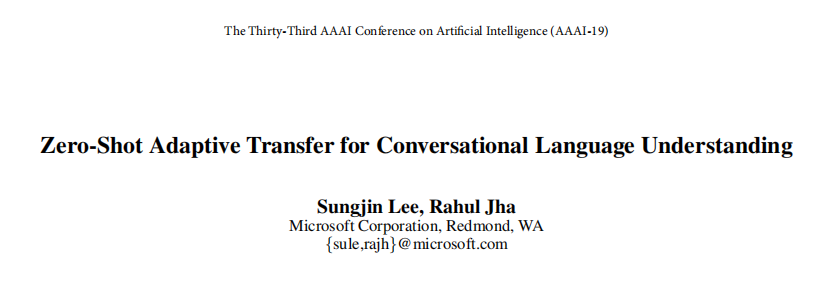 The Thirty-Third AAAI Conference on Artificial Intelligence (AAAI-19)
Zero-Shot Adaptive Transfer for Conversational Language Understanding
Sungjin Lee, Rahul Jha
Microsoft Corporation, Redmond, WA
{sule,rajh}@microsoft.com